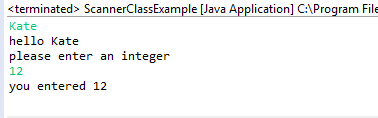 <terminated> ScannerClassExample [Java Application] C:\Program File
Kate
hello Kate
please enter an integer
12
you entered 12